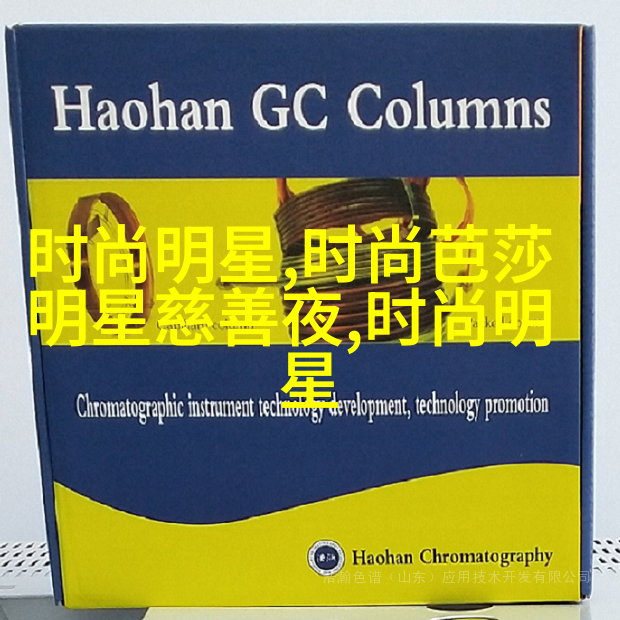 Haohan GC Columns
时尚明星,时尚芭莎
明星慈善夜,时尚明
星
Chromatographic instrument technology development, technology promotion
Haohan Chromatography
浩瀚色谱（山东）应用技术开发有限公司